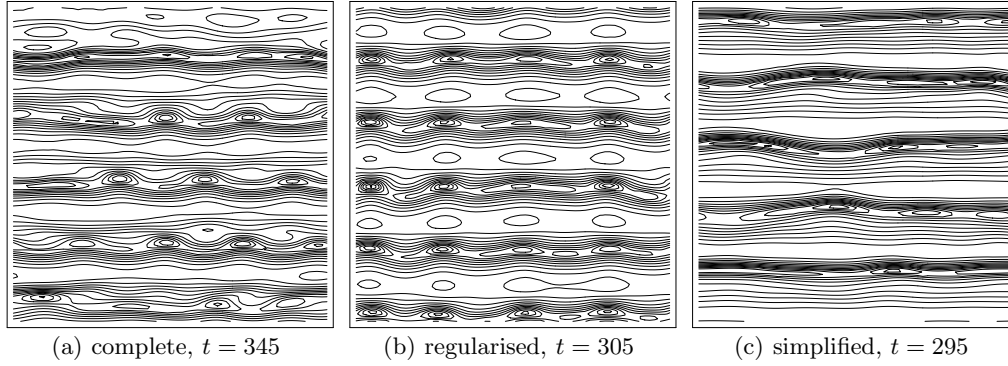 (a) complete, t = 345
(b) regularised, t = 305
(c) simplified, t = 295